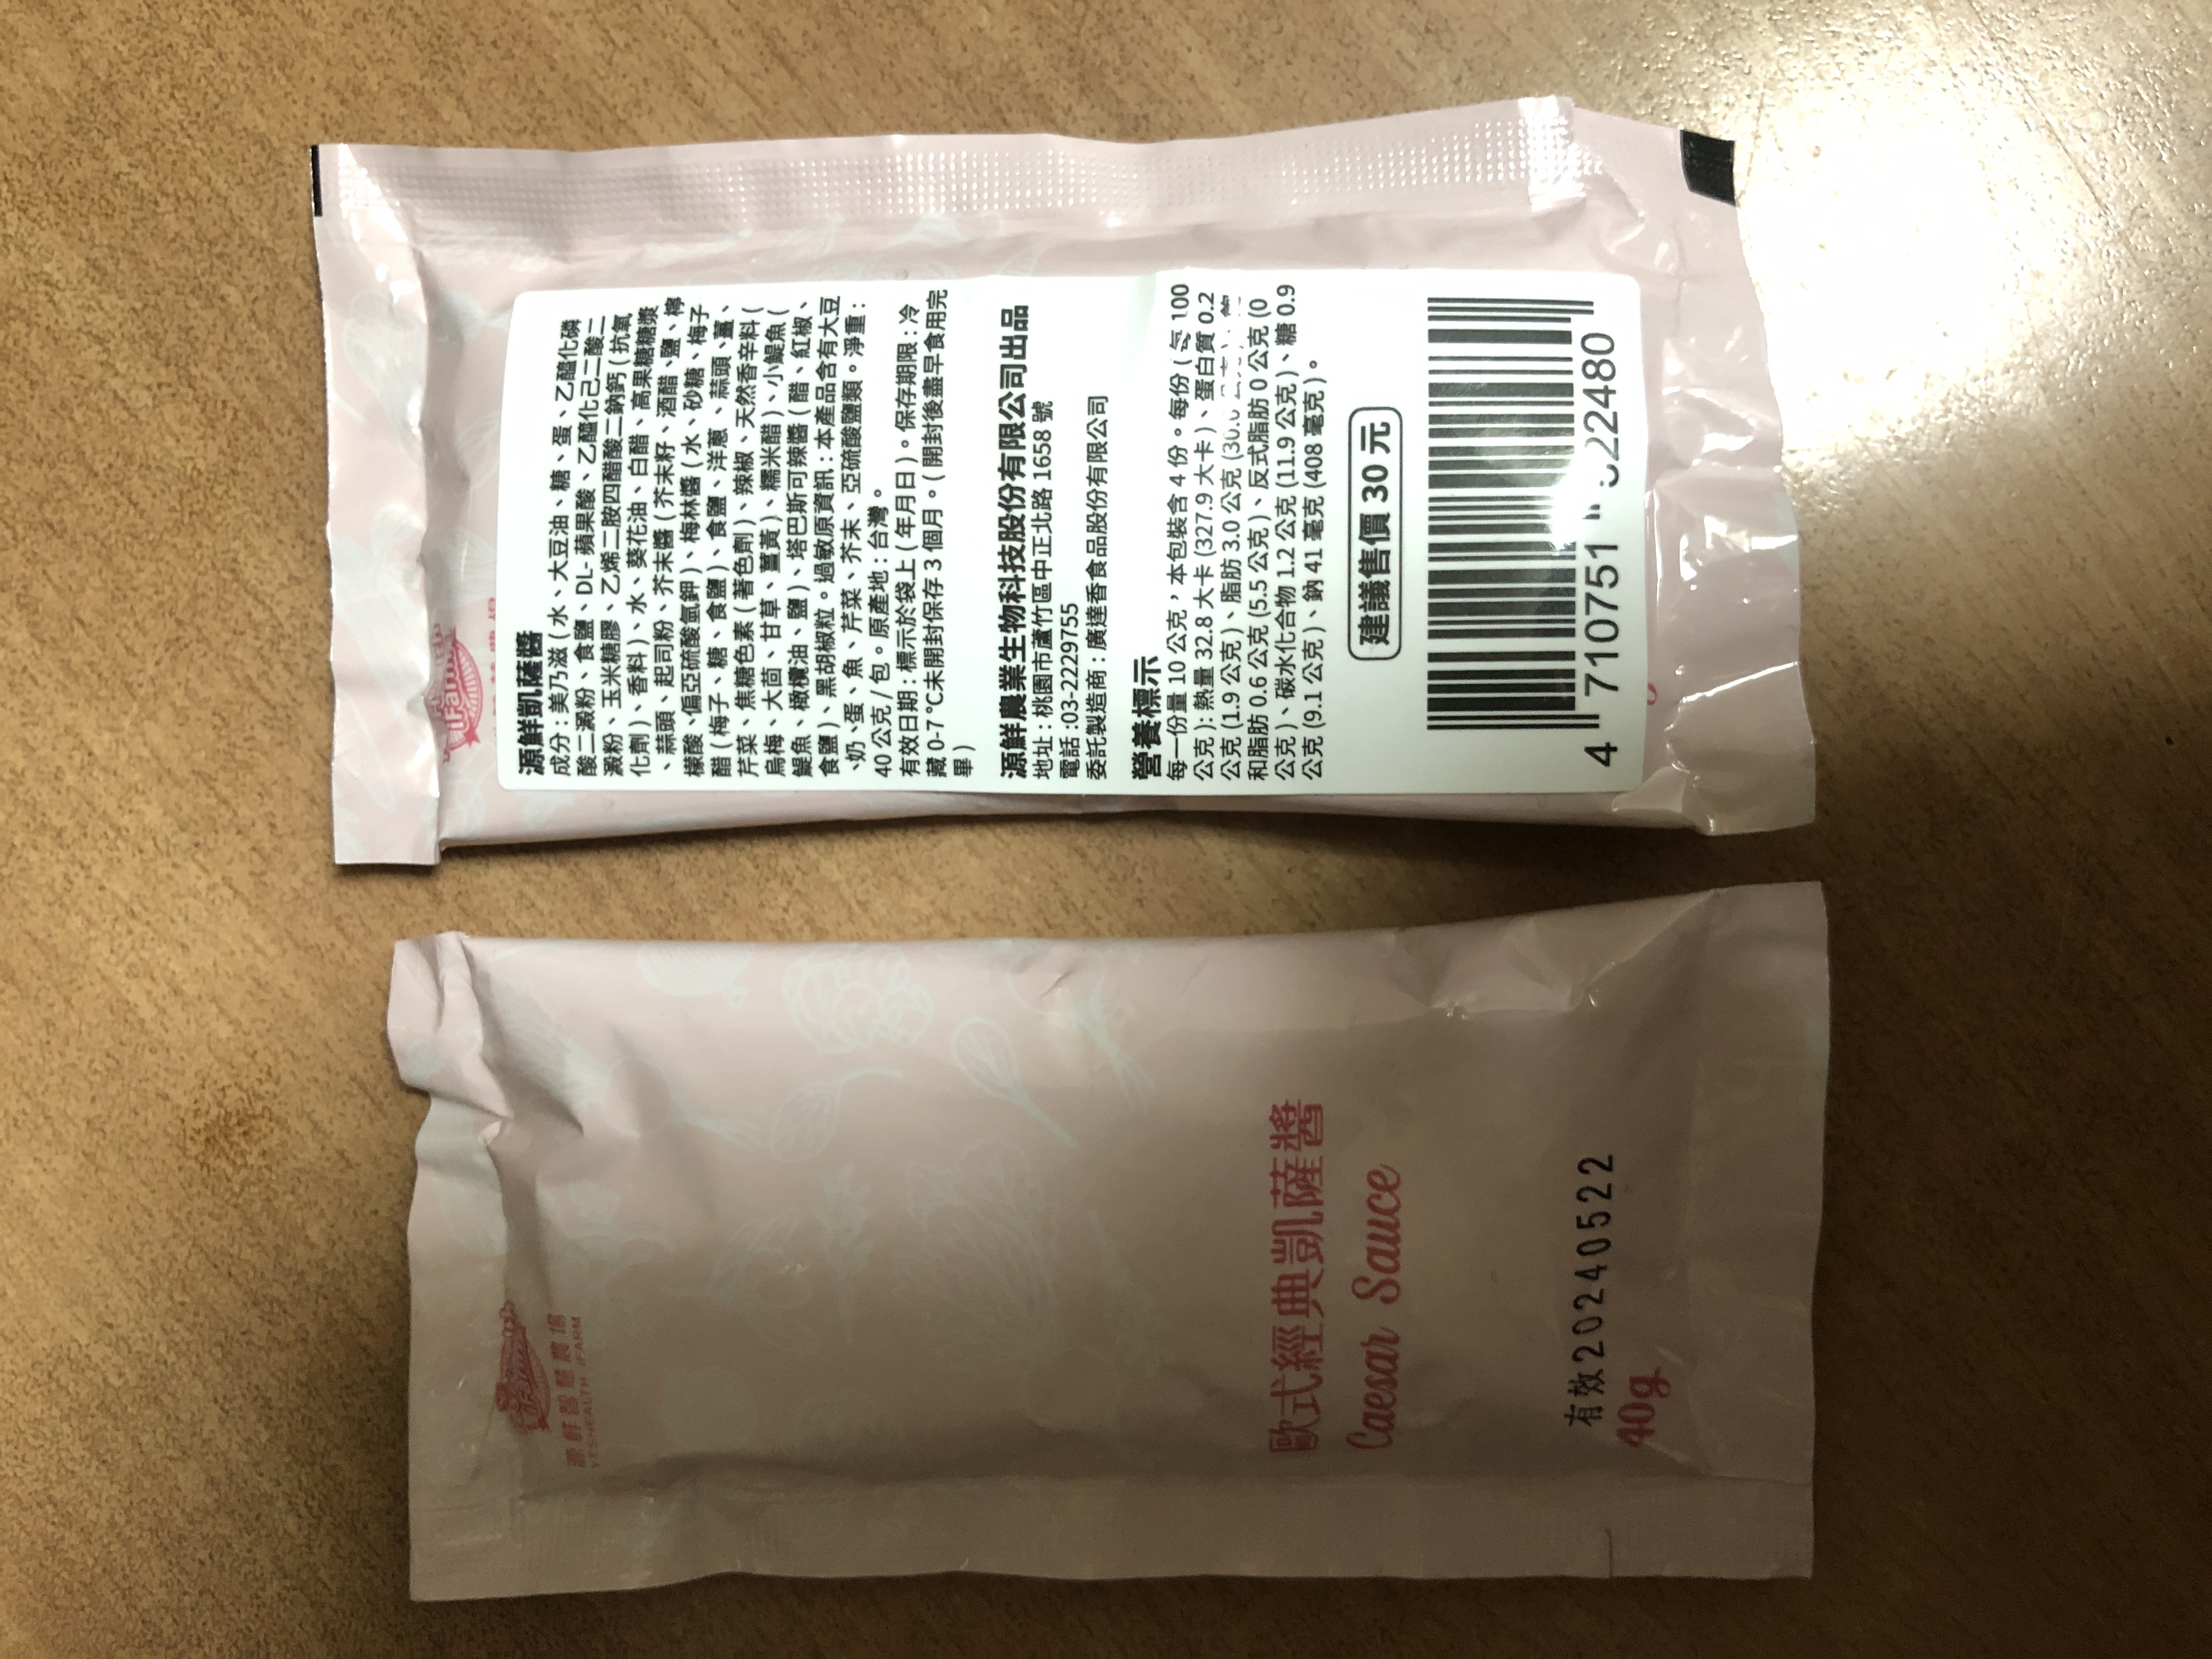 源鮮凱薩醬
成分：美乃滋（水、大豆油、糖、蛋、乙醯化磷
酸二澱粉、食鹽、DL- 蘋果酸、乙醯化己二酸二
澱粉、玉米糖膠、乙烯二胺四醋酸二鈉鈣（抗氧
化劑）、香料）、水、葵花油、白醋、高果糖糖漿
、蒜頭、起司粉、芥末醬（芥末籽、酒醋、鹽、檸
檬酸、偏亞硫酸氫鉀）、梅林醬（水、砂糖、梅子
醋（梅子、糖、食鹽）、食鹽、洋蔥、蒜頭、薑、
芹菜、焦糖色素（著色劑）、辣椒、天然香辛料（
烏梅、大茴、甘草、薑黃）、糯米醋）、小鯷魚（
鯷魚、橄欖油、鹽）、塔巴斯可辣醬（醋、紅椒、
食鹽）、黑胡椒粒。過敏原資訊：本產品含有大豆
、奶、蛋、魚、芹菜、芥末、亞硫酸鹽類。淨重：
40 公克 / 包。原產地：台灣。
有效日期：標示於袋上（年月日）。保存期限：冷
藏 0-7 ℃未開封保存 3 個月。（開封後盡早食用完
畢）
源鮮農業生物科技股份有限公司出品
地址：桃園市蘆竹區中正北路 1658 號
電話 :03-2229755
委託製造商：廣達香食品股份有限公司
營養標示
每一份量 10 公克，本包裝含 4 份。每份（每 100
公克）: 熱量 32.8 大卡 (327.9 大卡 )、蛋白質 0.2
公克 (1.9 公克 )、脂肪 3.0 公克
和脂肪 0.6 公克 (5.5 公克 )、反式脂肪 0 公克 (0
公克 )、碳水化合物 1.2 公克 (11.9 公克 )、糖 0.9
公克 (9.1 公克 )、鈉 41 毫克 (408 毫克 )。
建議售價 30 元
4 710751 22480
iFarm
源鮮智慧農場
YESHEALTH iFARM
歐式經典凱薩醬
Caesar Sauce
有效20240522
40g